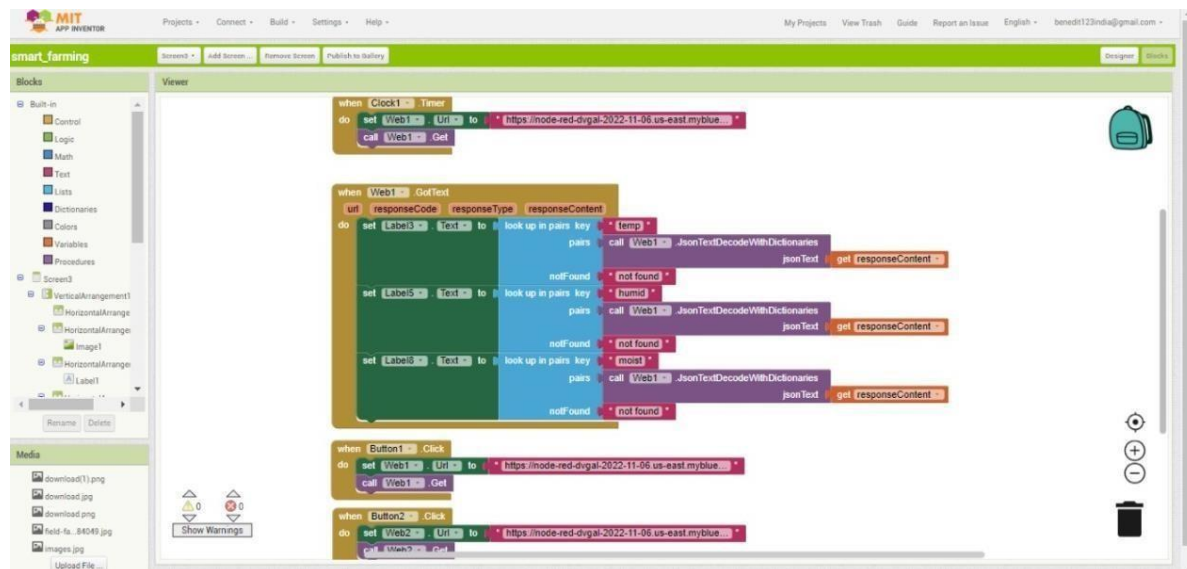 MIT
APP INVENTOR
Projects Connect Build Settings Help My Projects View Trash Guide Report an Issue English benedit123india@gmail.com
smart_farming Screen3 Add Screen ... Remove Screen Publish to Gallery Designer Blocks
Blocks Viewer
Built-in
Control
Logic
Math
Text
Lists
Dictionaries
Colors
Variables
Procedures
Screen3
VerticalArrangement1
HorizontalArrange
HorizontalArranger
Image1
HorizontalArranger
Label1
Rename Delete
Media
download(1).png
download.jpg
download.png
field-fa...84049.jpg
images.jpg
Upload File ...
when Clock1 .Timer
do set Web1 . Url to " https://node-red-dvgal-2022-11-06.us-east.myblue... "
call Web1 .Get
when Web1 .GotText
url responseCode responseType responseContent
do set Label3 . Text to look up in pairs key " temp "
pairs call Web1 .JsonTextDecodeWithDictionaries
jsonText get responseContent
notFound " not found "
set Label5 . Text to look up in pairs key " humid "
pairs call Web1 .JsonTextDecodeWithDictionaries
jsonText get responseContent
notFound " not found "
set . Text to look up in pairs key " moist "
pairs call Web1 .JsonTextDecodeWithDictionaries
jsonText get responseContent
notFound " not found "
when Button1 .Click
do set Web1 . Url to " https://node-red-dvgal-2022-11-06.us-east.myblue... "
call Web1 .Get
when Button2 .Click
do set Web2 . Url to " https://node-red-dvgal-2022-11-06.us-east.myblue... "
call Web2 .Get
0 0
Show Warnings